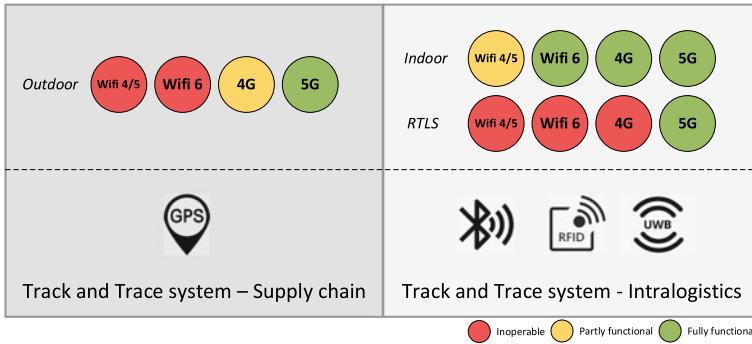 Outdoor Wifi 4/5 Wifi 6 4G 5G
Indoor Wifi 4/5 Wifi 6 4G 5G
RTLS Wifi 4/5 Wifi 6 4G 5G
GPS
RFID
UWB
Track and Trace system – Supply chain
Track and Trace system - Intralogistics
Inoperable Partly functional Fully functional